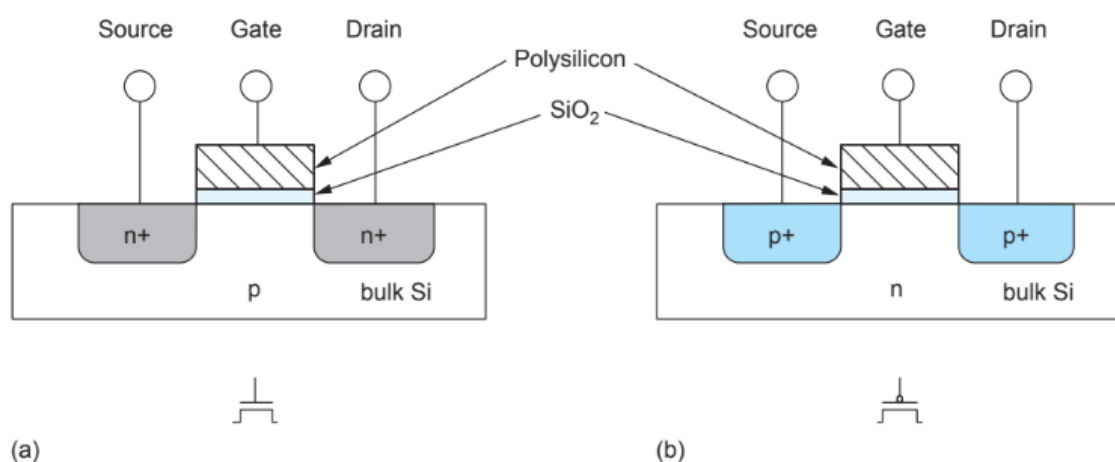 Source Gate Drain Source Gate Drain
Polysilicon
SiO2
n+ n+ p+ p+
p bulk Si n bulk Si
(a) (b)